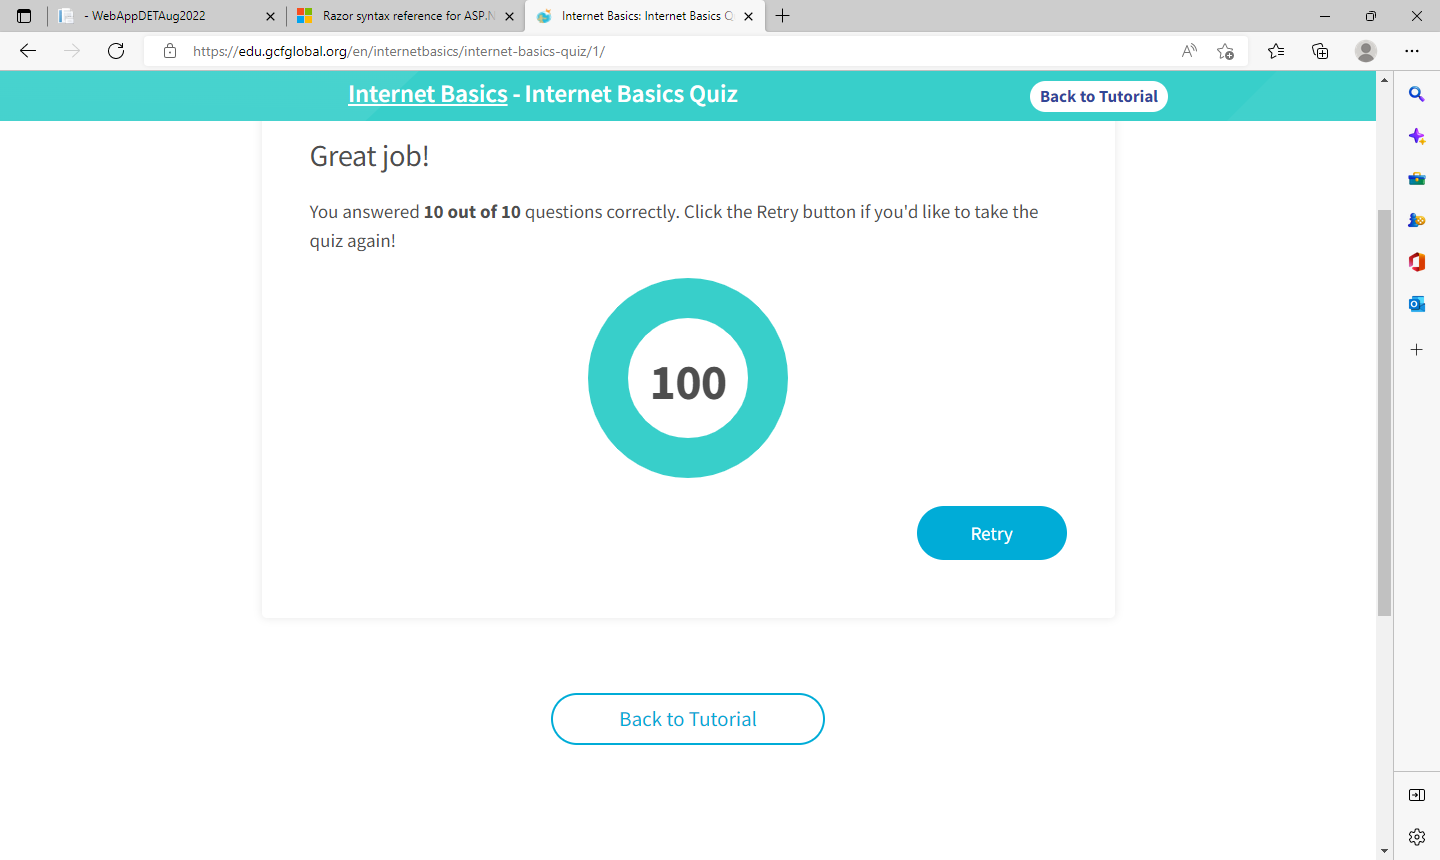 - WebAppDETAug2022
Razor syntax reference for ASP.N
Internet Basics: Internet Basics Q
https://edu.gcfglobal.org/en/internetbasics/internet-basics-quiz/1/
Internet Basics - Internet Basics Quiz
Back to Tutorial
Great job!
You answered 10 out of 10 questions correctly. Click the Retry button if you'd like to take the
quiz again!
100
Retry
Back to Tutorial